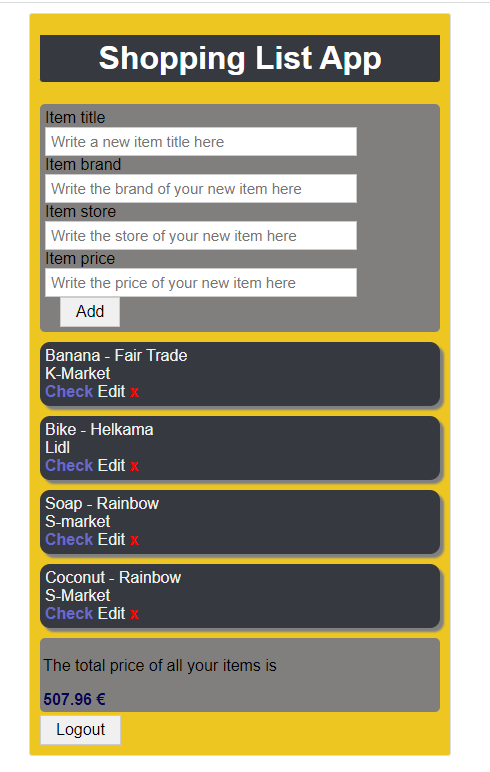 Shopping List App
Item title
Write a new item title here
Item brand
Write the brand of your new item here
Item store
Write the store of your new item here
Item price
Write the price of your new item here
Add
Banana - Fair Trade
K-Market
Check Edit x
Bike - Helkama
Lidl
Check Edit x
Soap - Rainbow
S-market
Check Edit x
Coconut - Rainbow
S-Market
Check Edit x
The total price of all your items is
507.96 €
Logout